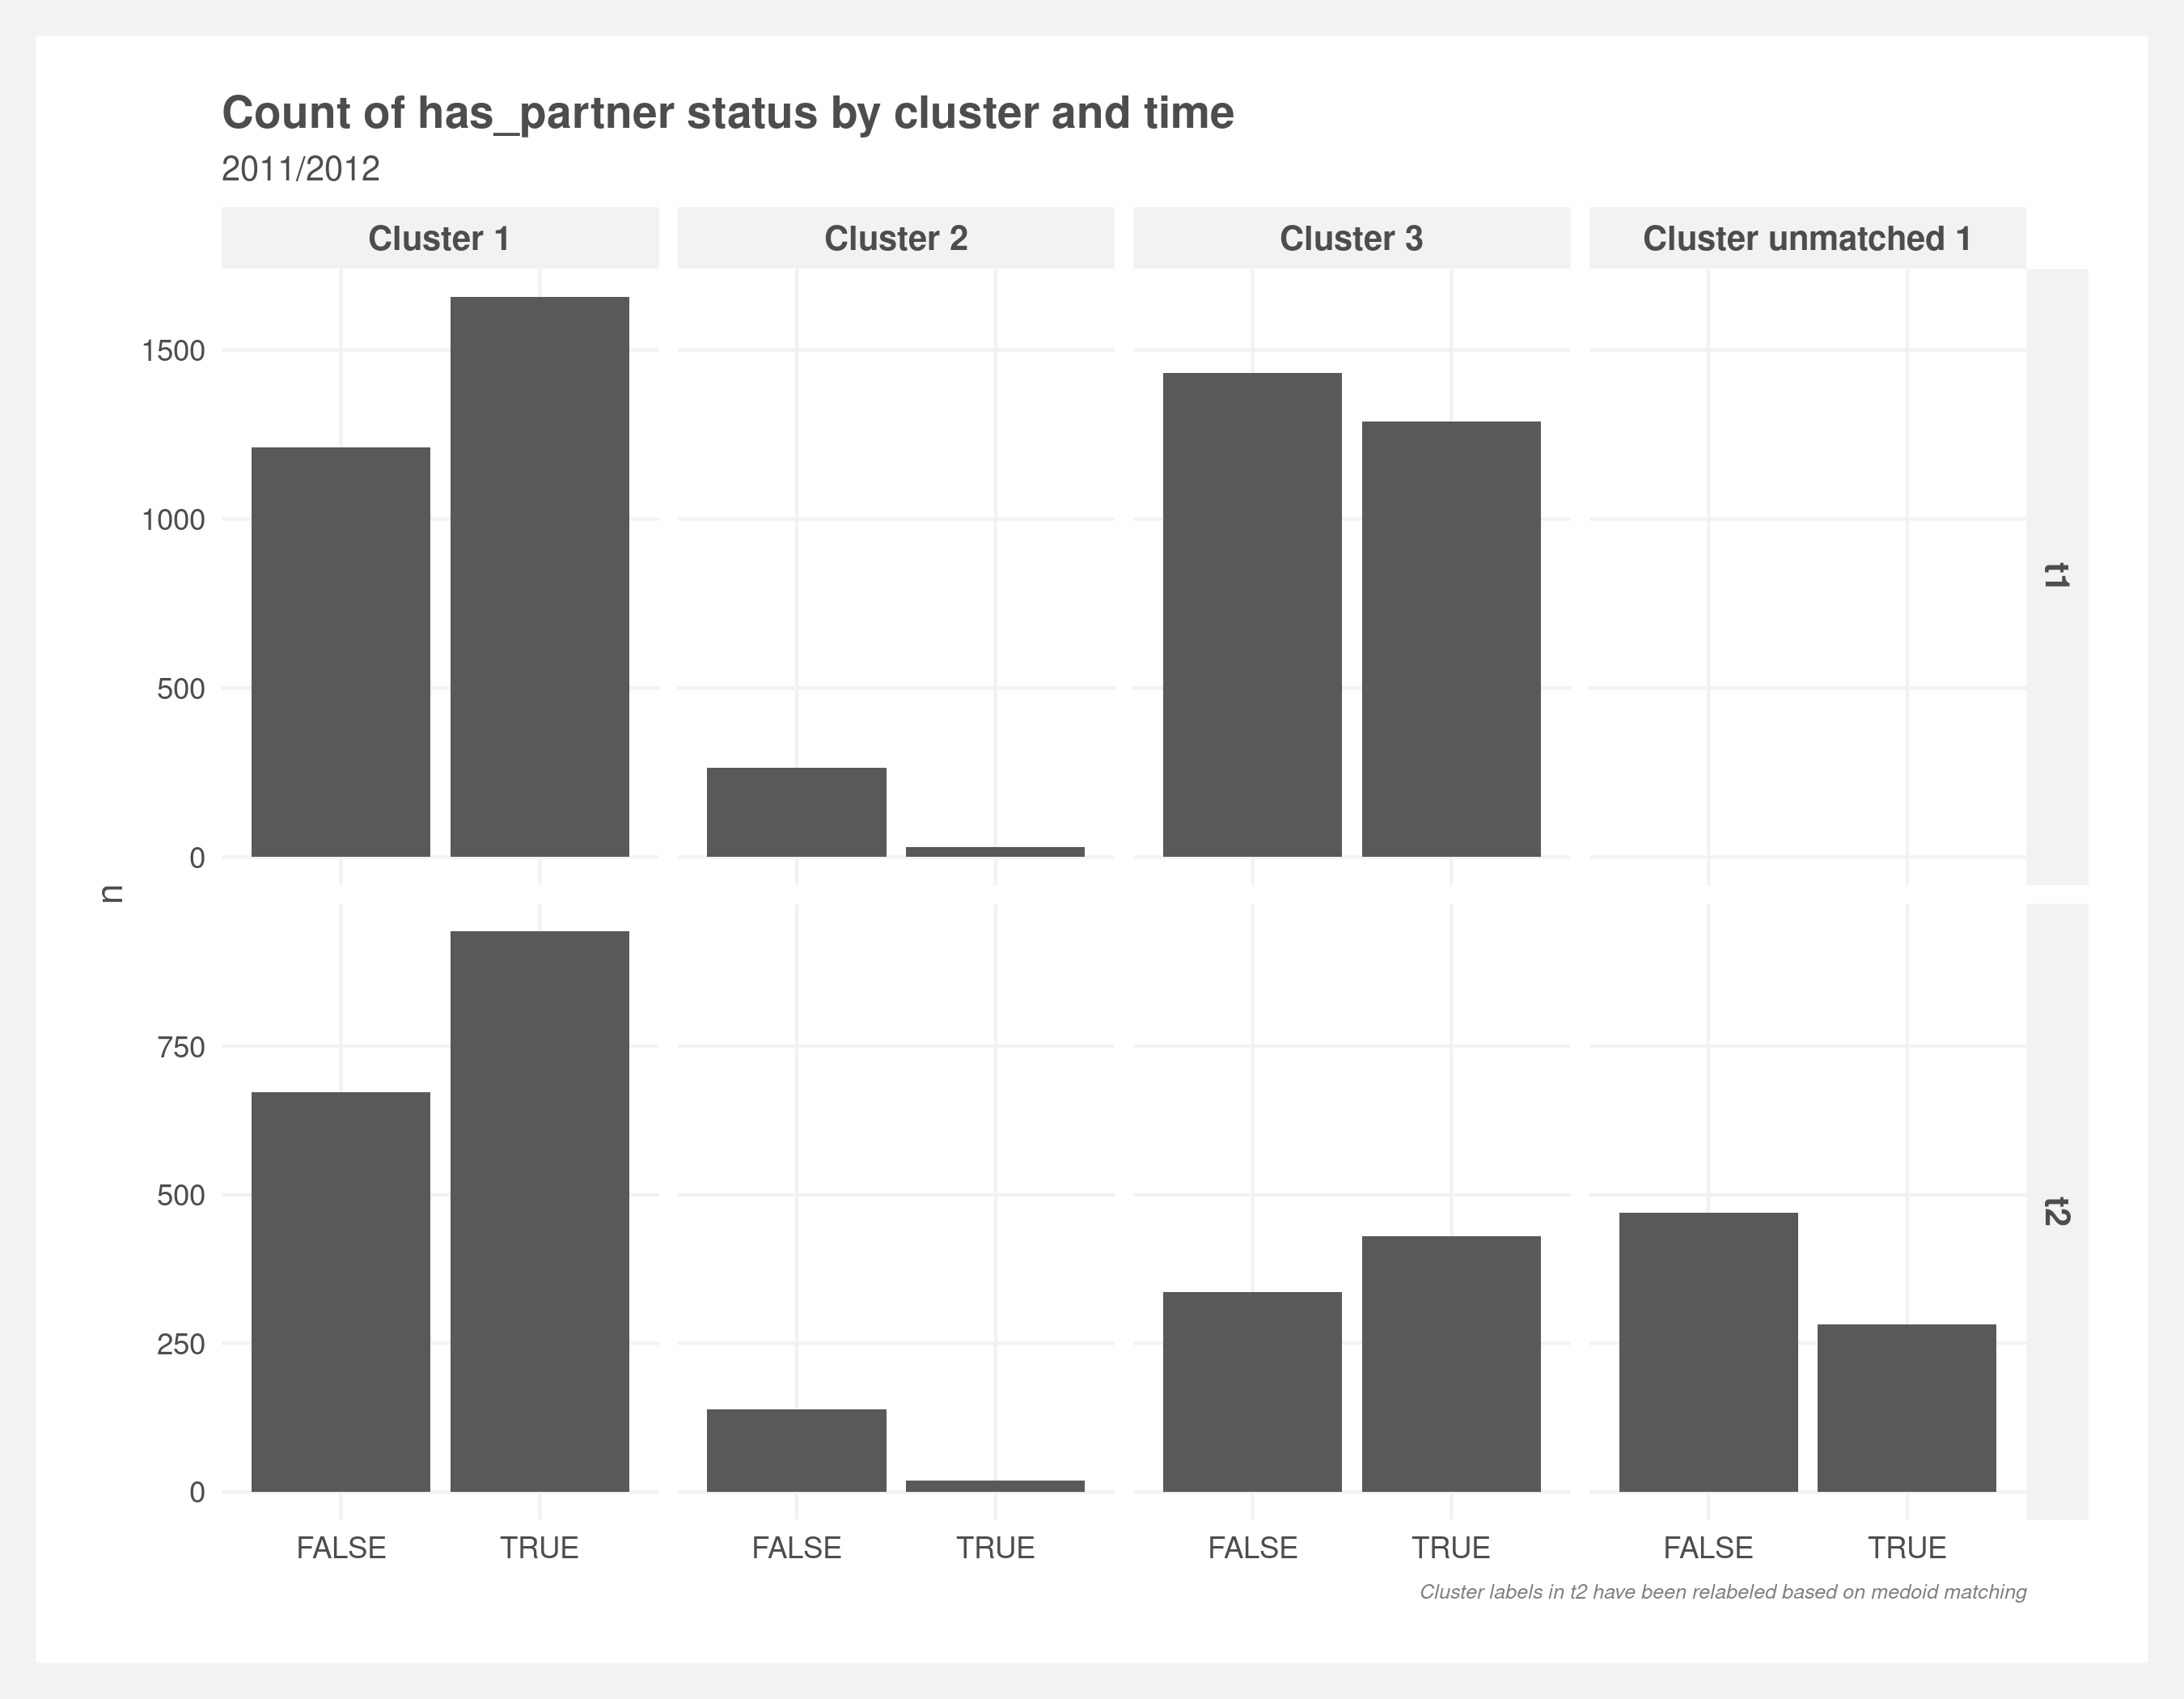 Count of has_partner status by cluster and time
2011/2012
Cluster 1
Cluster 2
Cluster 3
Cluster unmatched 1
1500
1000
500
0
t1
n
750
500
250
0
t2
FALSE
TRUE
FALSE
TRUE
FALSE
TRUE
FALSE
TRUE
Cluster labels in t2 have been relabeled based on medoid matching